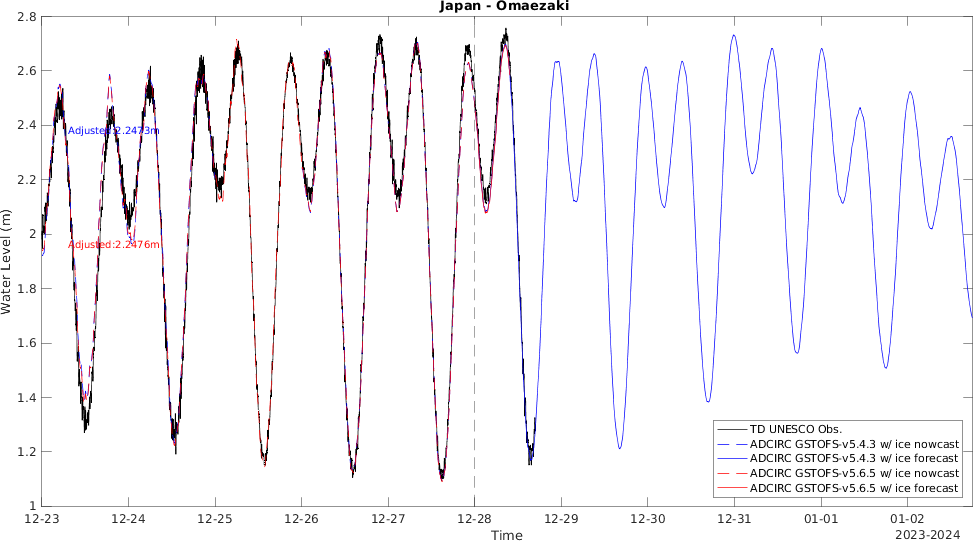 Japan - Omaezaki
2.8
2.6
2.4
2.2
2
1.8
1.6
1.4
1.2
1
Water Level (m)
Adjusted:2.2473m
Adjusted:2.2476m
TD UNESCO Obs.
ADCIRC GSTOFS-v5.4.3 w/ ice nowcast
ADCIRC GSTOFS-v5.4.3 w/ ice forecast
ADCIRC GSTOFS-v5.6.5 w/ ice nowcast
ADCIRC GSTOFS-v5.6.5 w/ ice forecast
12-23 12-24 12-25 12-26 12-27 12-28 12-29 12-30 12-31 01-01 01-02
Time
2023-2024